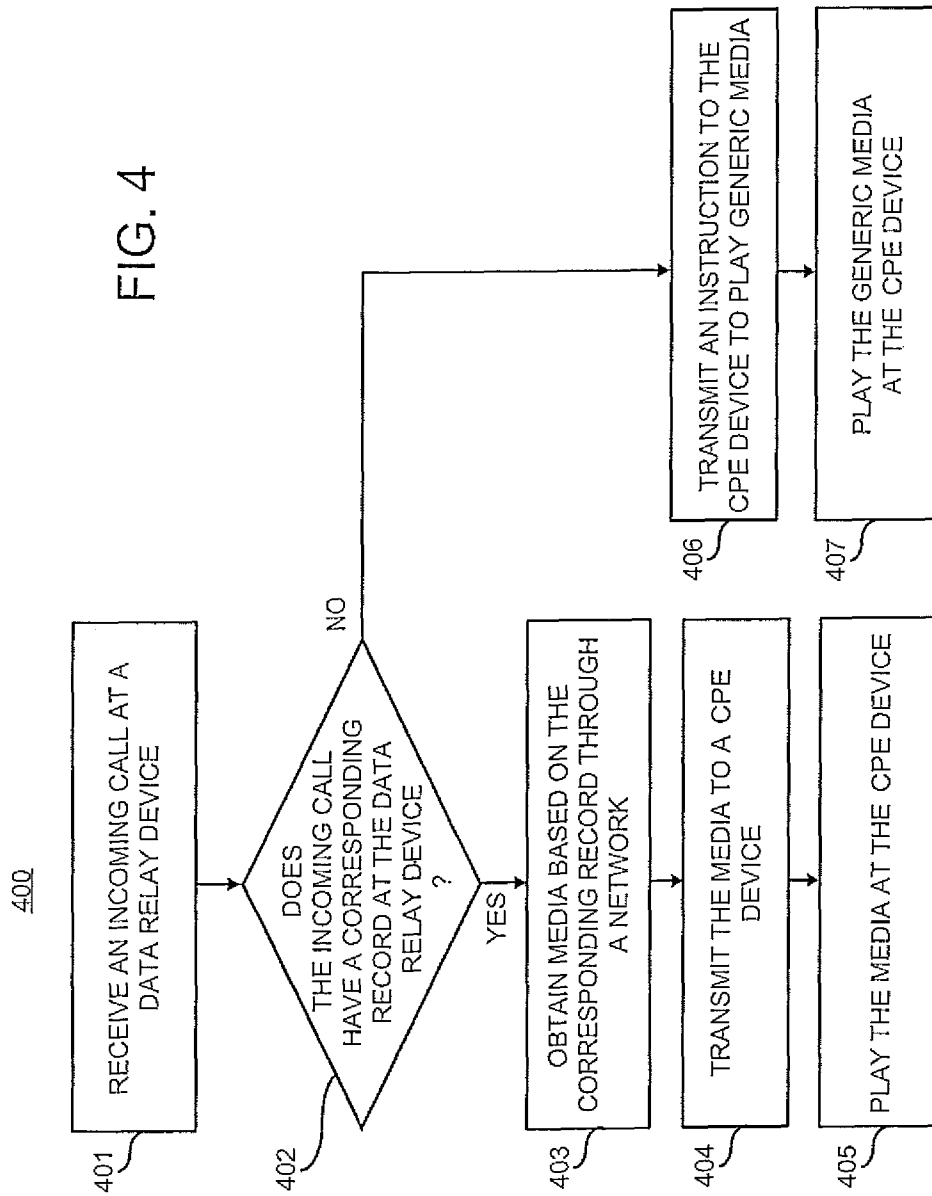 400
FIG. 4
RECEIVE AN INCOMING CALL AT A
DATA RELAY DEVICE
401
DOES
THE INCOMING CALL
HAVE A CORRESPONDING
RECORD AT THE DATA
RELAY DEVICE
?
402
NO
YES
OBTAIN MEDIA BASED ON THE
CORRESPONDING RECORD THROUGH
A NETWORK
403
TRANSMIT THE MEDIA TO A CPE
DEVICE
404
PLAY THE MEDIA AT THE CPE DEVICE
405
TRANSMIT AN INSTRUCTION TO THE
CPE DEVICE TO PLAY GENERIC MEDIA
406
PLAY THE GENERIC MEDIA
AT THE CPE DEVICE
407